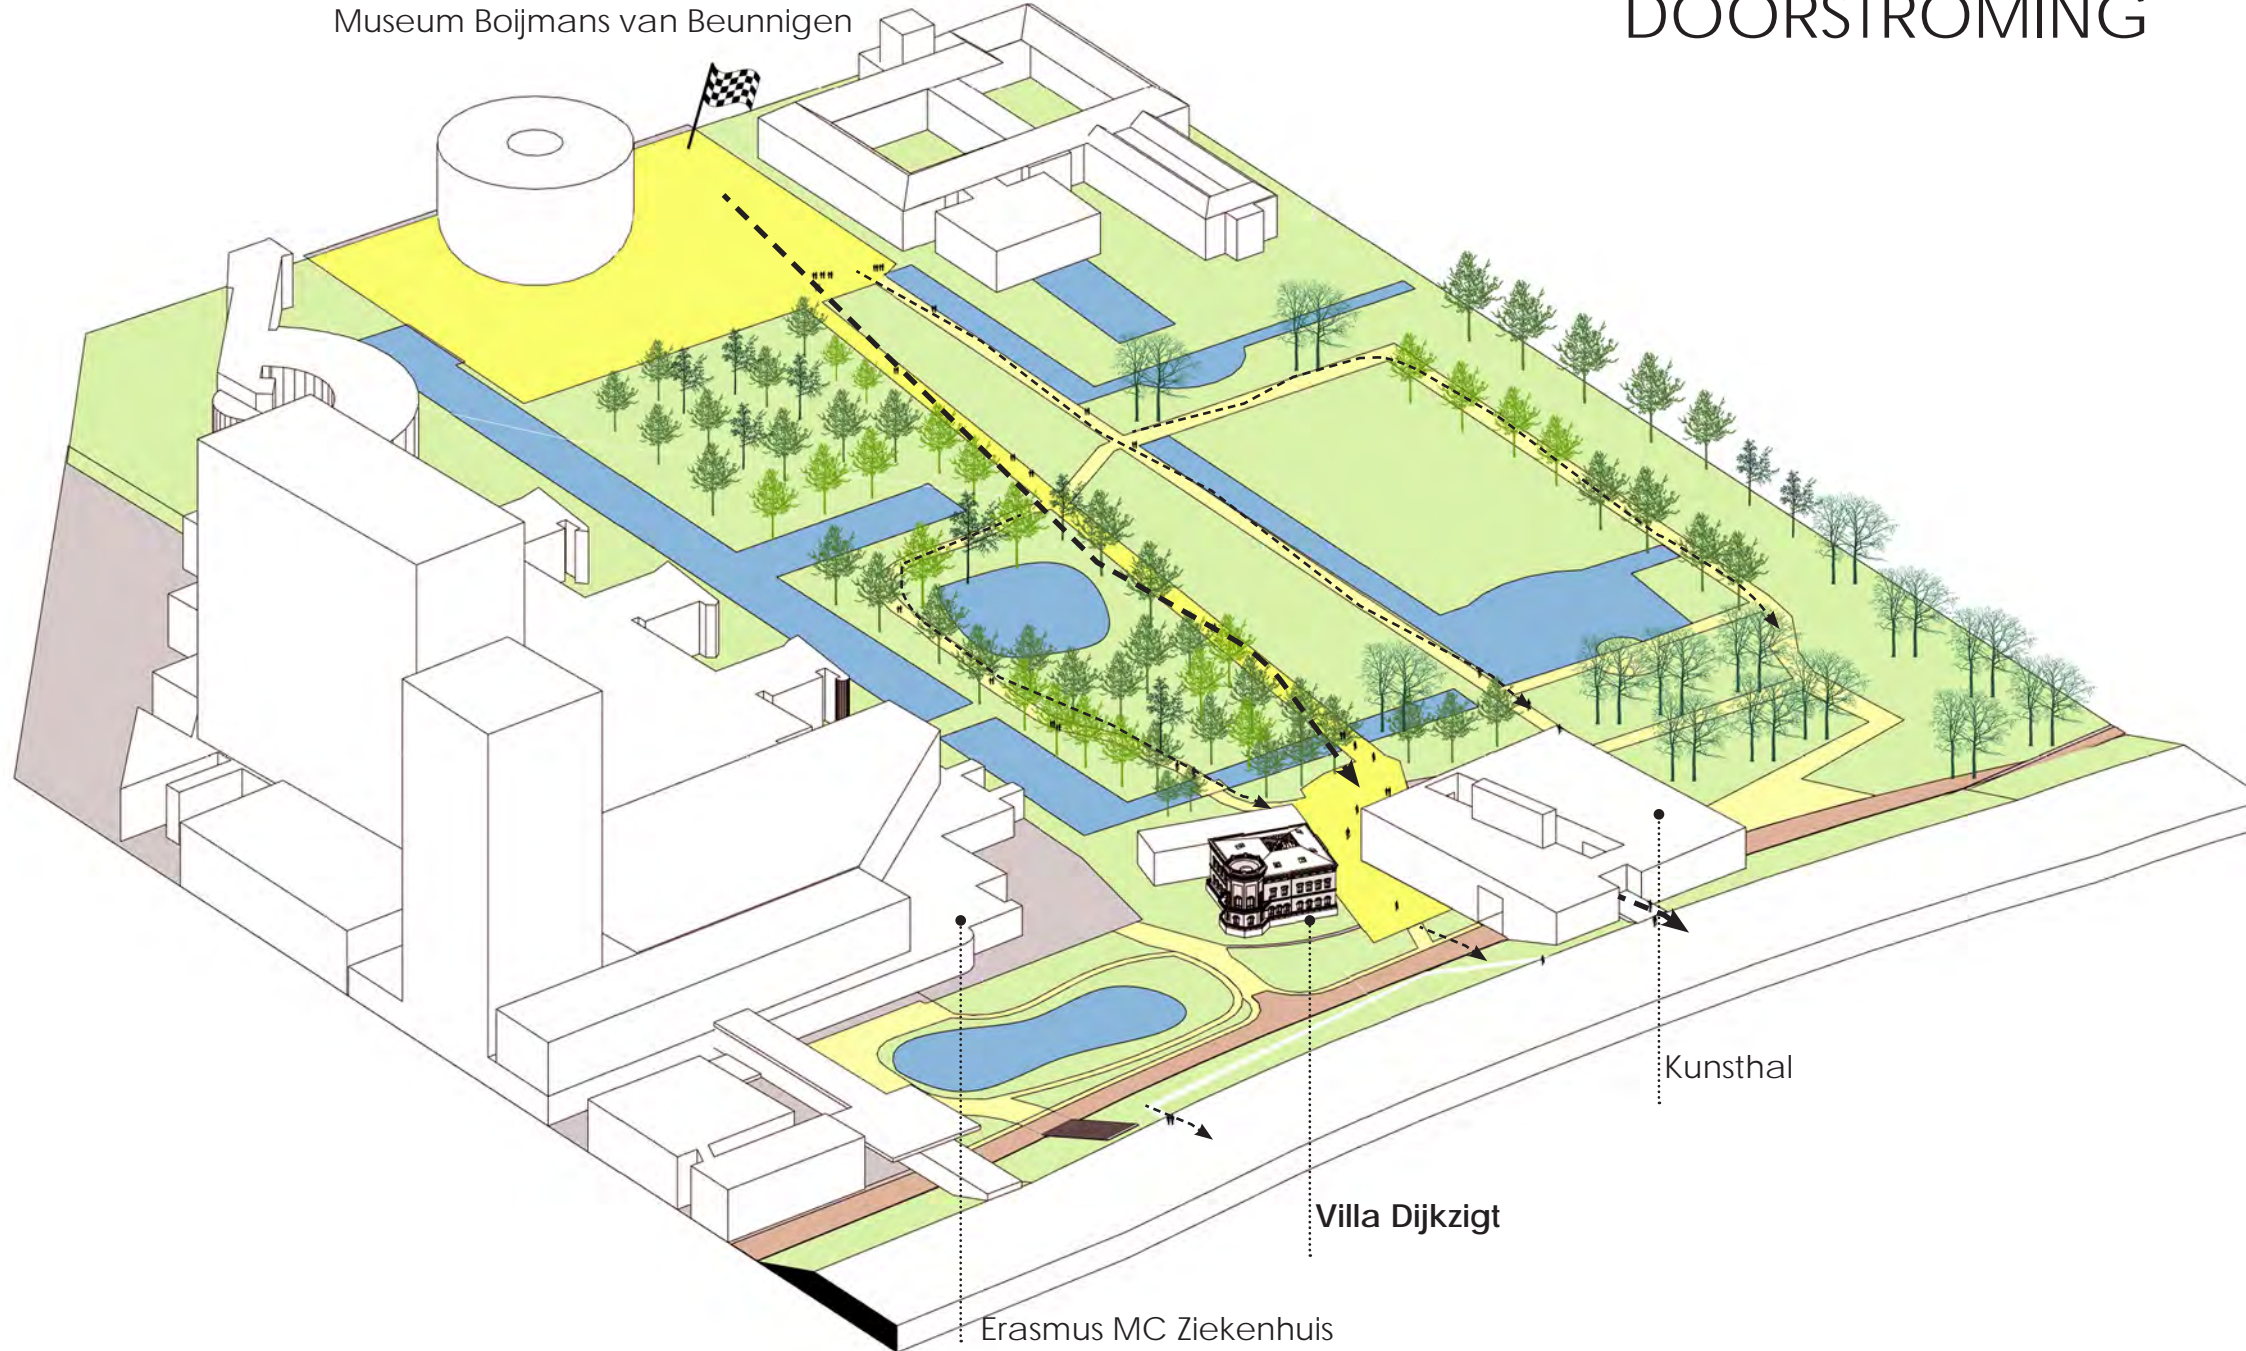 Museum Boijmans van Beunnigen
DOORSTROMING
Kunsthal
Villa Dijkzigt
Erasmus MC Ziekenhuis